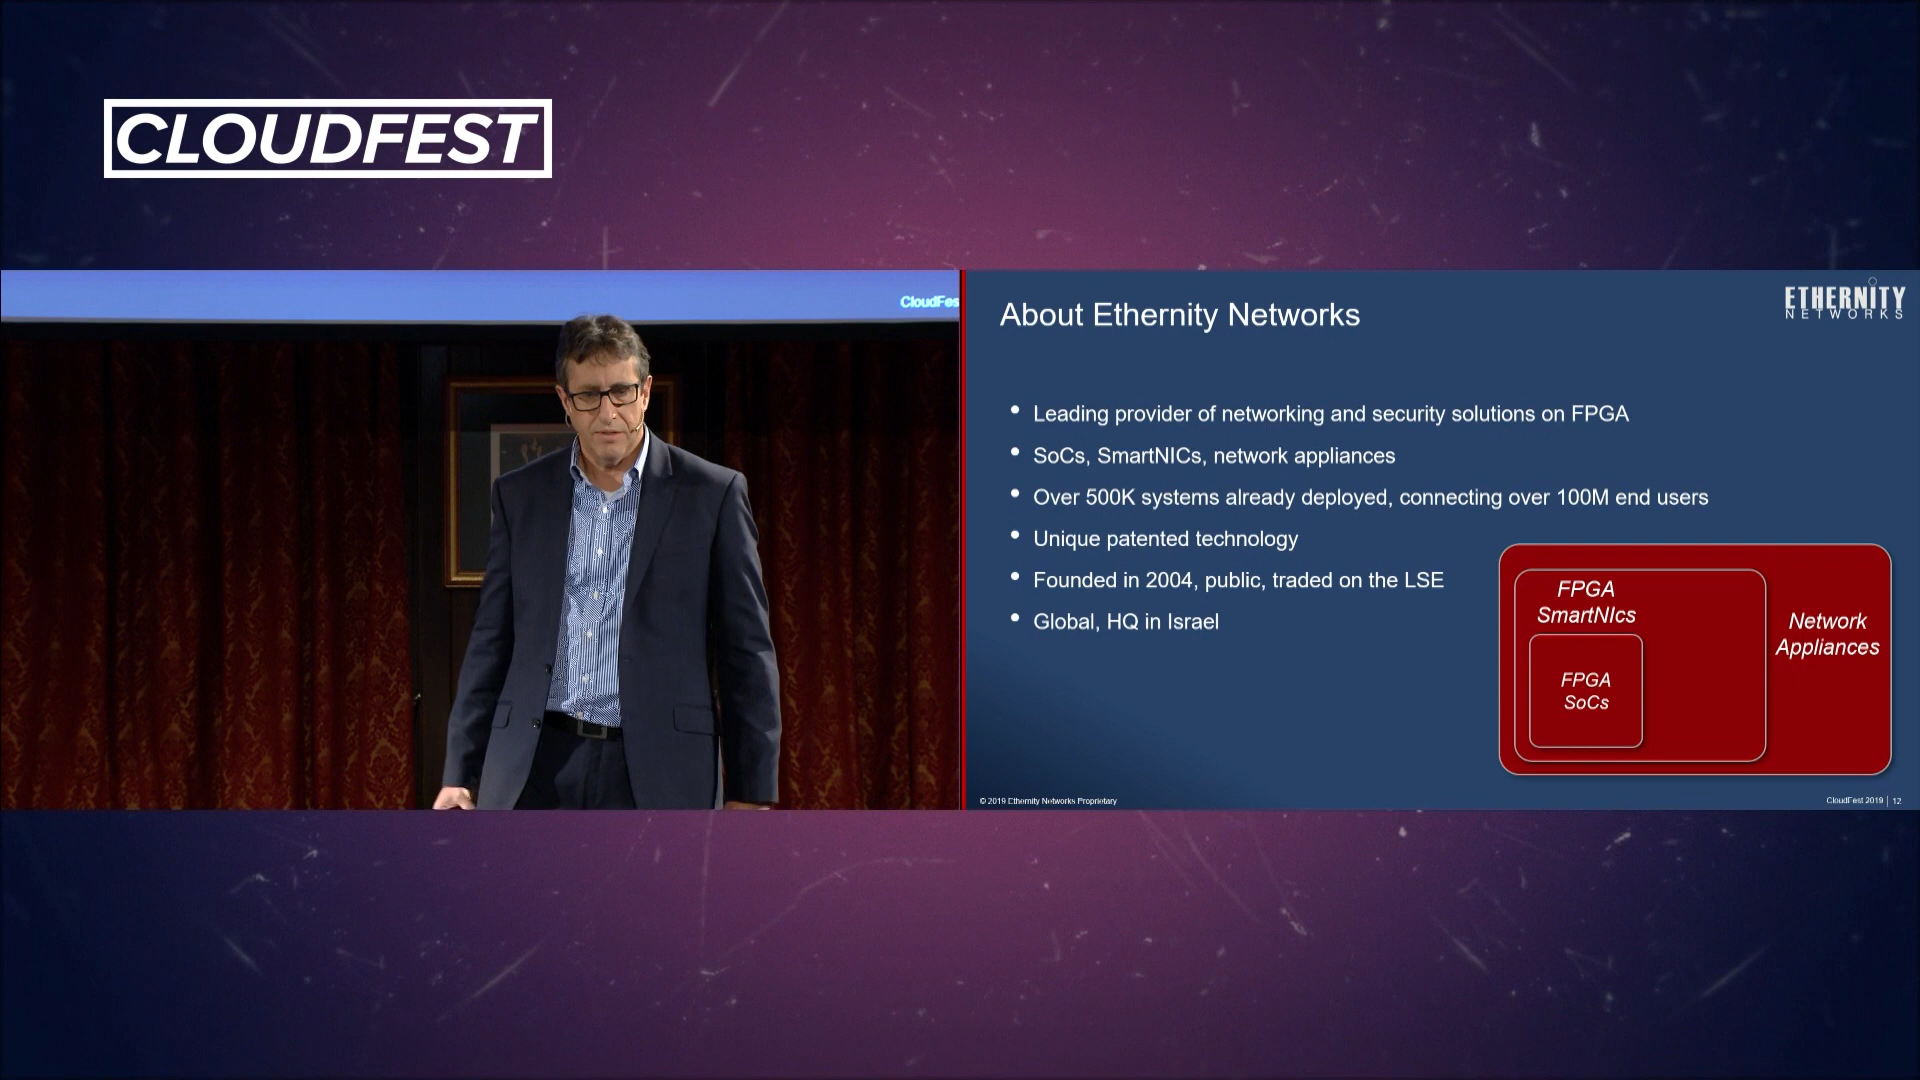 CLOUDFEST
CloudFes
About Ethernity Networks
ETHERNITY
NETWORKS
• Leading provider of networking and security solutions on FPGA
• SoCs, SmartNICs, network appliances
• Over 500K systems already deployed, connecting over 100M end users
• Unique patented technology
• Founded in 2004, public, traded on the LSE
• Global, HQ in Israel
FPGA
SmartNIcs
FPGA
SoCs
Network
Appliances
© 2019 Ethernity Networks Proprietary
CloudFest 2019 | 12